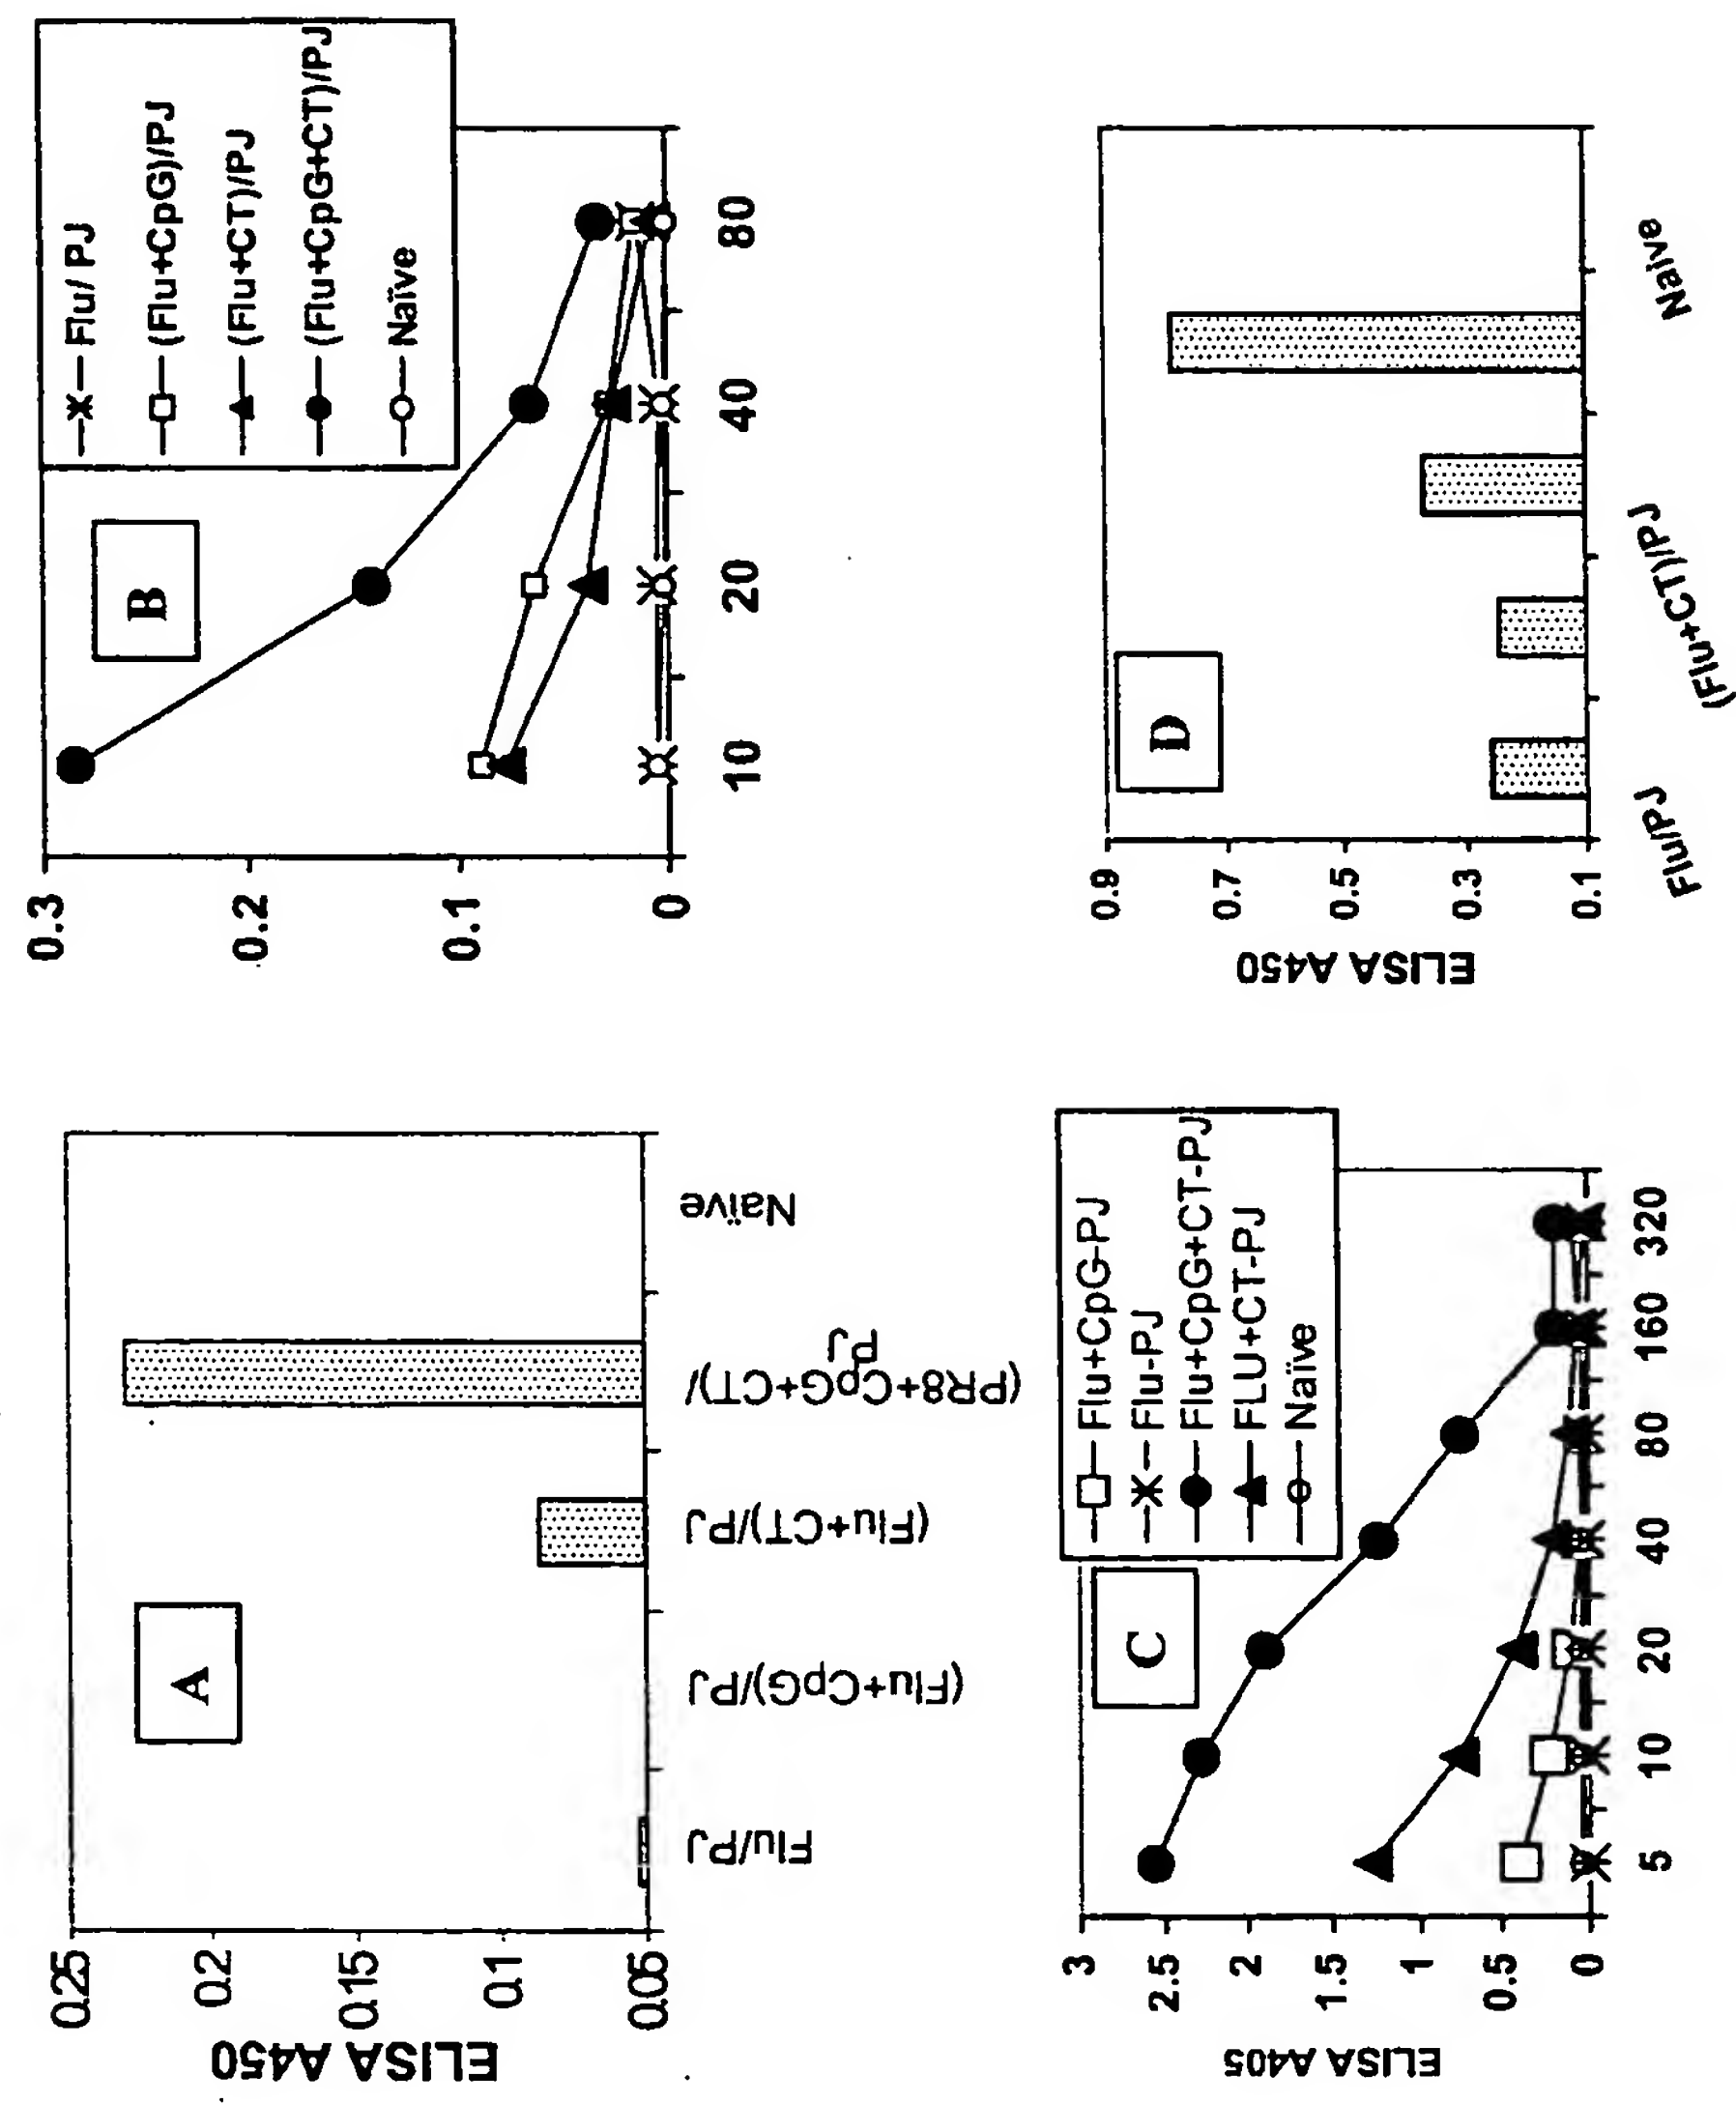 A
ELISA A450
0.25
0.2
0.15
0.1
0.05
Flu/PJ
(Flu+CpG)/PJ
(Flu+CT)/PJ
(PR8+CpG+CT)/
PJ
Naïve
B
0.3
0.2
0.1
0
10
20
40
80
Flu/ PJ
(Flu+CpG)/PJ
(Flu+CT)/PJ
(Flu+CpG+CT)/PJ
Naïve
C
ELISA A405
3
2.5
2
1.5
1
0.5
0
5
10
20
40
80
160
320
Flu+CpG-PJ
Flu-PJ
Flu+CpG+CT-PJ
FLU+CT-PJ
Naïve
D
ELISA A450
0.9
0.7
0.5
0.3
0.1
Flu/PJ
(Flu+CT)/PJ
Naive